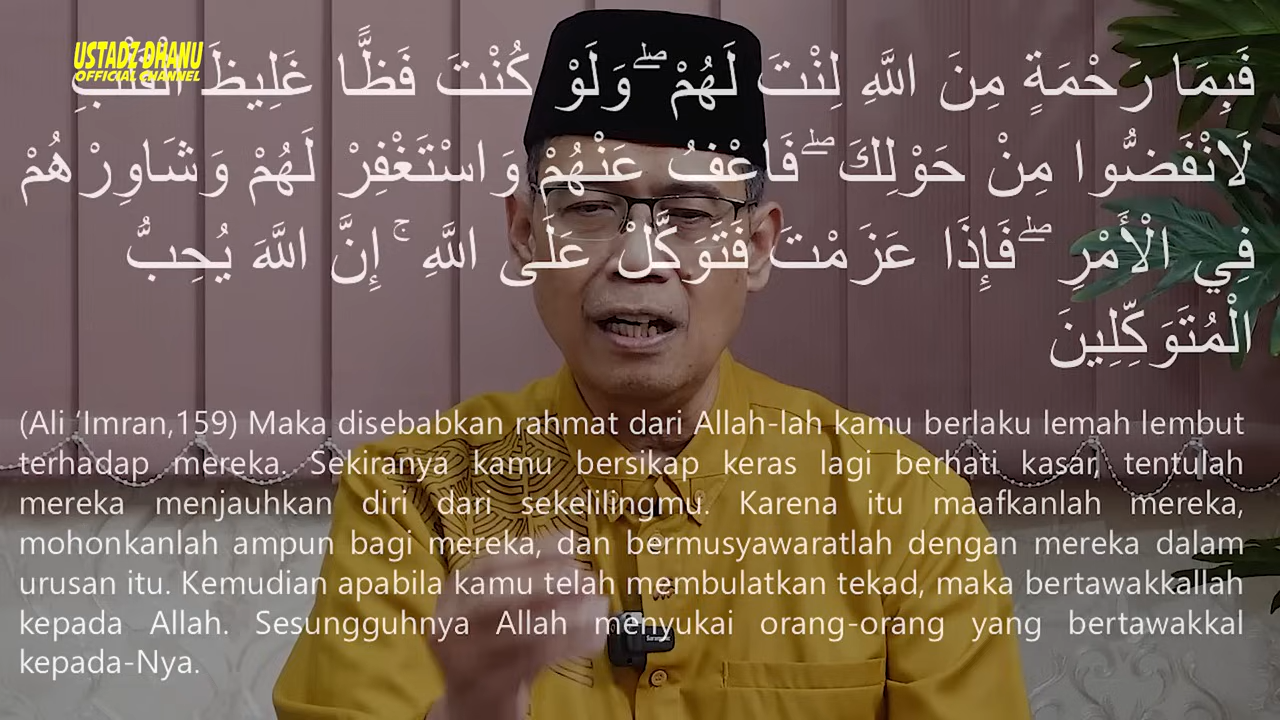 USTADZ DHANU
OFFICIAL CHANNEL
فَبِمَا رَحْمَةٍ مِنَ اللَّهِ لِنْتَ لَهُمْ ۖ وَلَوْ كُنْتَ فَظًّا غَلِيظَ الْقَلْبِ
لَانْفَضُّوا مِنْ حَوْلِكَ ۖ فَاعْفُ عَنْهُمْ وَاسْتَغْفِرْ لَهُمْ وَشَاوِرْهُمْ
فِي الْأَمْرِ ۖ فَإِذَا عَزَمْتَ فَتَوَكَّلْ عَلَى اللَّهِ ۚ إِنَّ اللَّهَ يُحِبُّ
الْمُتَوَكِّلِينَ
(Ali ‘Imran,159) Maka disebabkan rahmat dari Allah-lah kamu berlaku lemah lembut
terhadap mereka. Sekiranya kamu bersikap keras lagi berhati kasar, tentulah
mereka menjauhkan diri dari sekelilingmu. Karena itu maafkanlah mereka,
mohonkanlah ampun bagi mereka, dan bermusyawaratlah dengan mereka dalam
urusan itu. Kemudian apabila kamu telah membulatkan tekad, maka bertawakkallah
kepada Allah. Sesungguhnya Allah menyukai orang-orang yang bertawakkal
kepada-Nya.